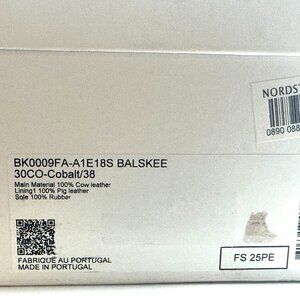 NORDST
0890 088
BK0009FA-A1E18S BALSKEE
30CO-Cobalt/38
Main Material 100% Cow leather
Lining1 100% Pig leather
Sole 100% Rubber
FABRIQUE AU PORTUGAL
MADE IN PORTUGAL
FS 25PE